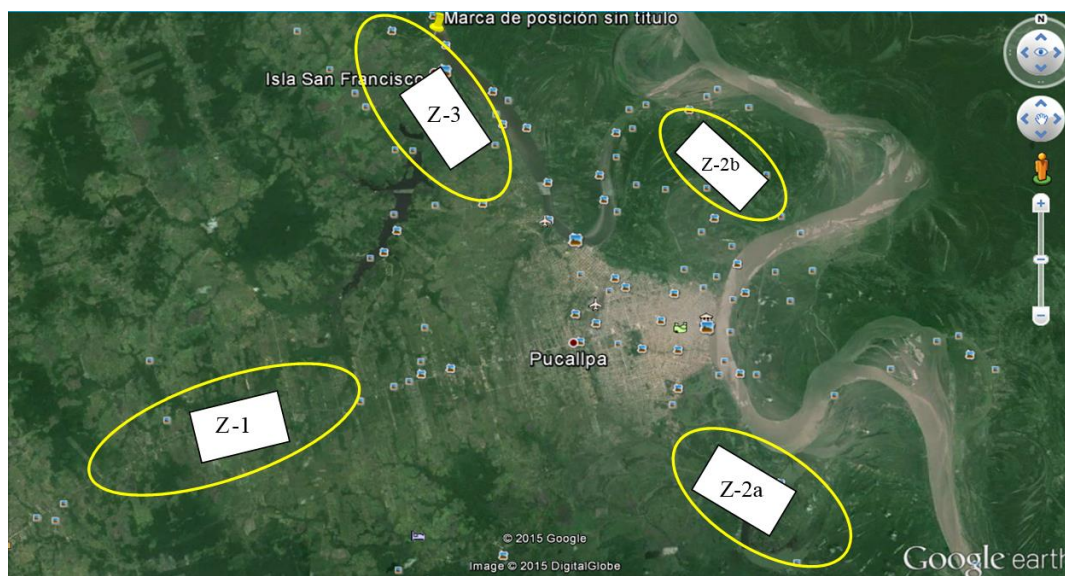 Marca de posición sin título
N
Isla San Francisco
Z-3
Z-2b
Pucallpa
Z-1
Z-2a
© 2015 Google
Image © 2015 DigitalGlobe
Google earth